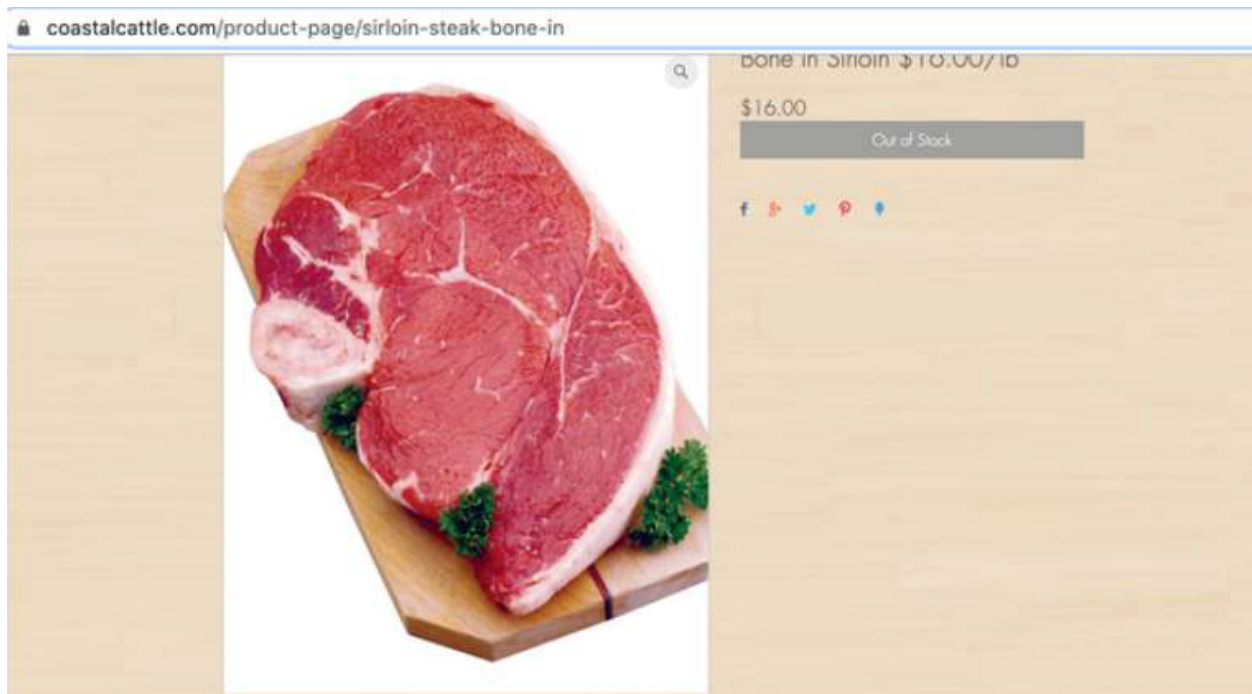 coastalcattle.com/product-page/sirloin-steak-bone-in
Bone in Sirloin $16.00/lb
$16.00
Out of Stock